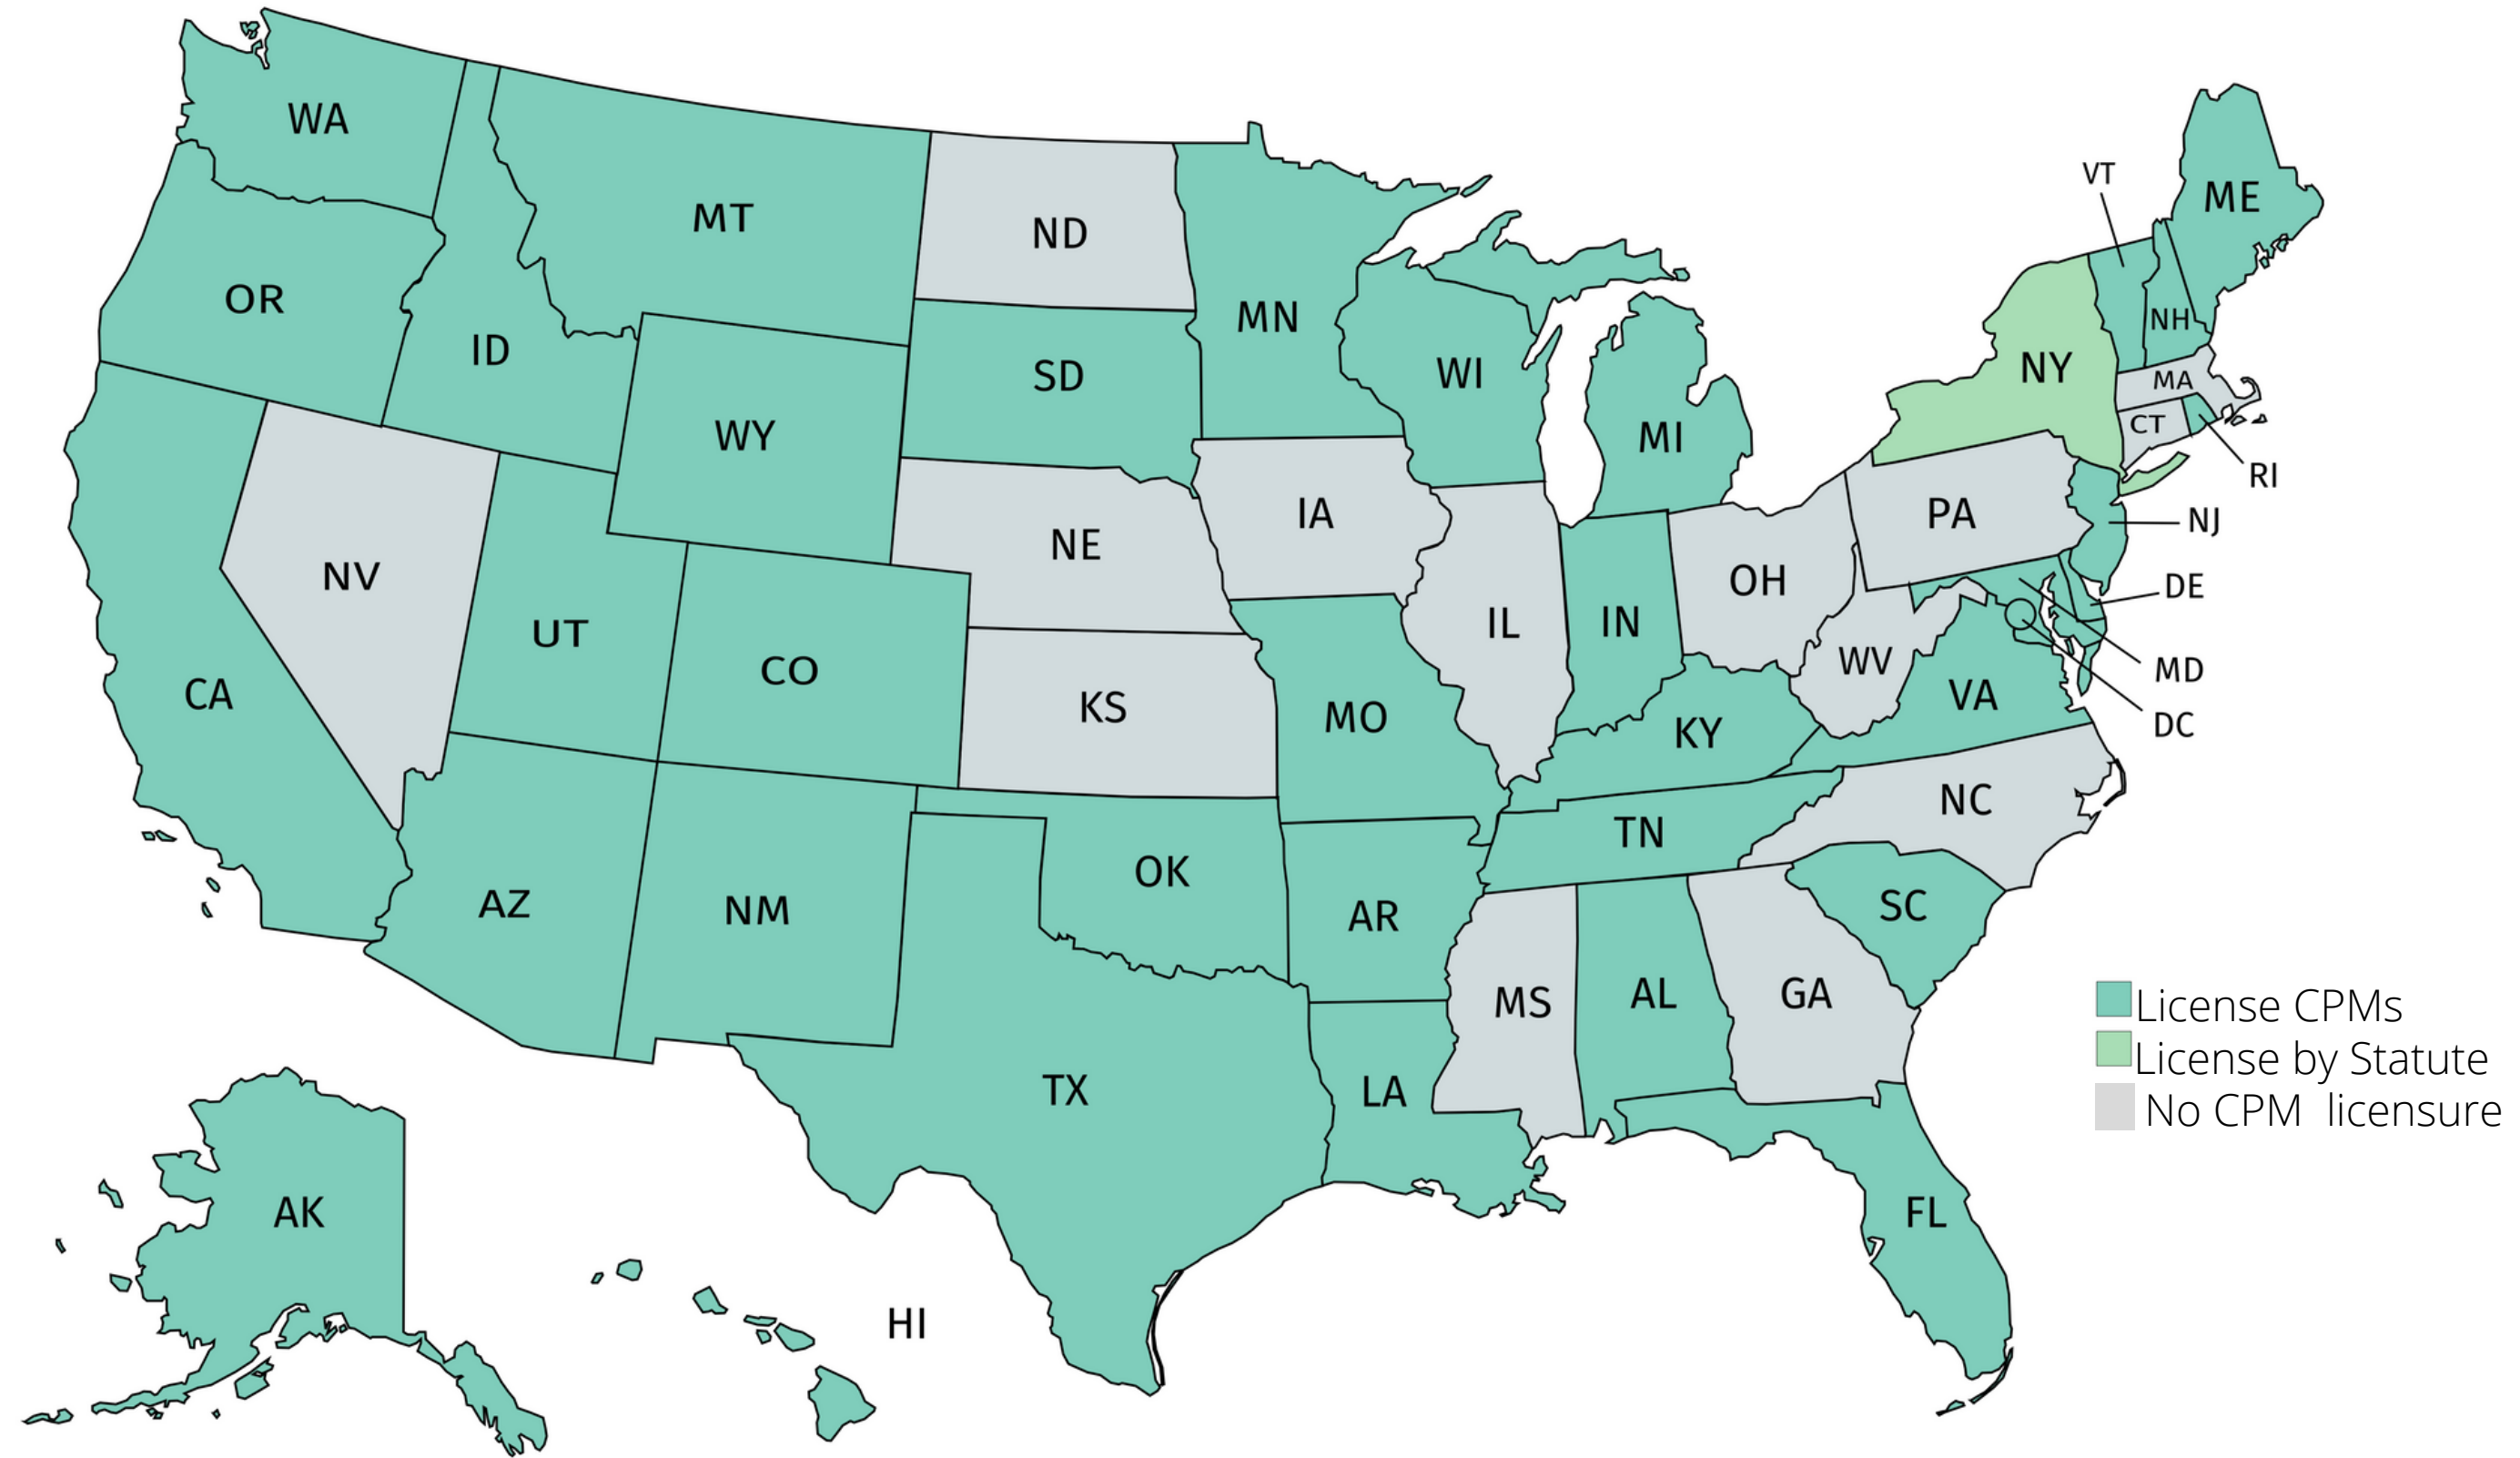 WA
MT
ND
VT
ME
OR
MN
NH
ID
SD
WI
NY
MA
WY
MI
CT
RI
IA
PA
NJ
NE
NV
OH
DE
UT
IL
IN
CO
WV
MD
CA
KS
MO
KY
VA
DC
NC
TN
OK
AZ
NM
AR
SC
MS
AL
GA
License CPMs
License by Statute
No CPM licensure
TX
LA
AK
FL
HI